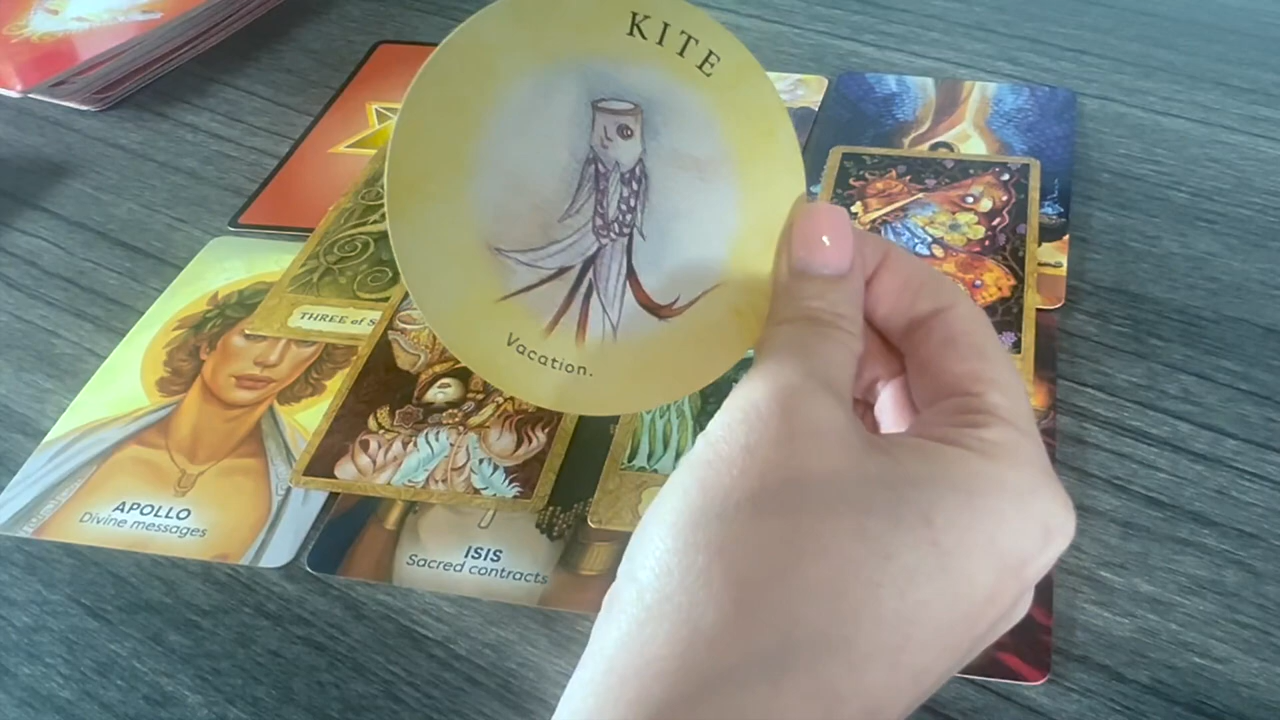 KITE
Vacation.
THREE of S
APOLLO
Divine messages
ISIS
Sacred contracts